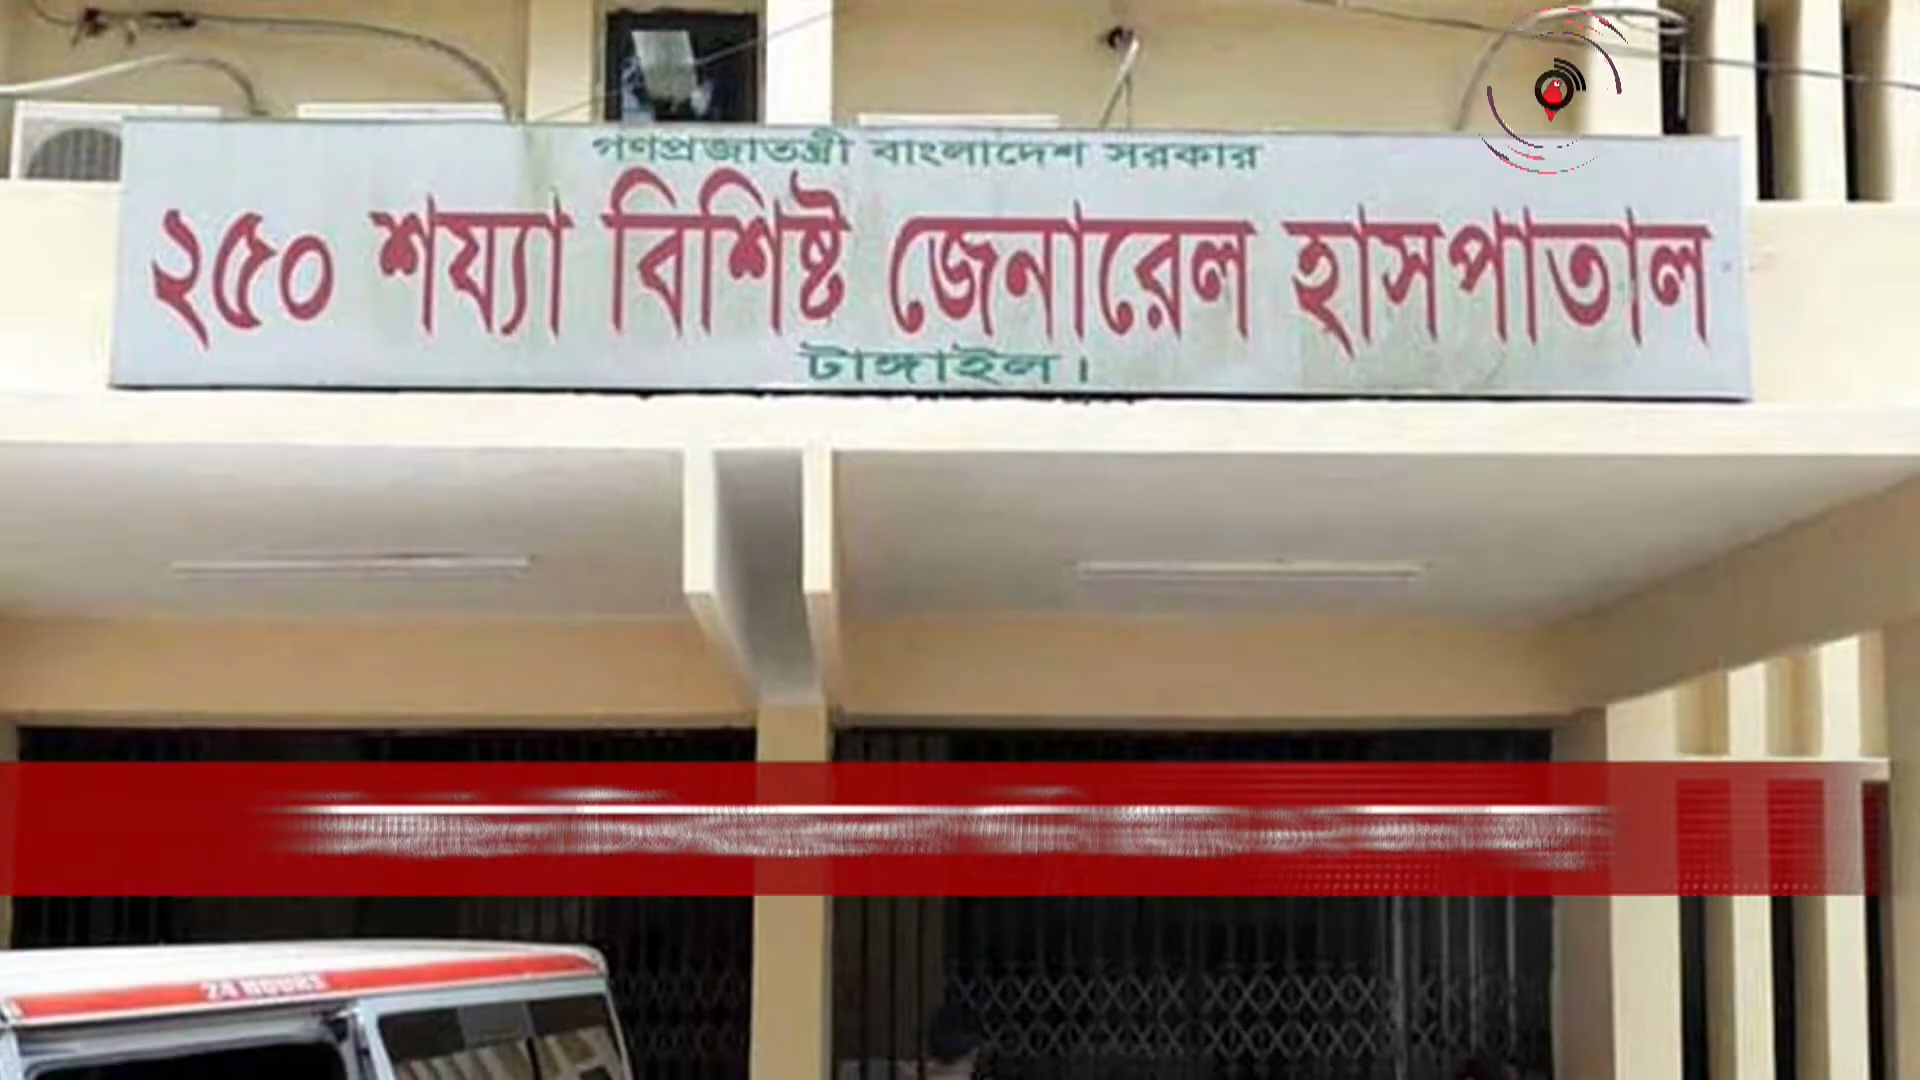 গণপ্রজাতন্ত্রী বাংলাদেশ সরকার
২৫০ শয্যা বিশিষ্ট জেনারেল হাসপাতাল
টাঙ্গাইল।
24 HOURS